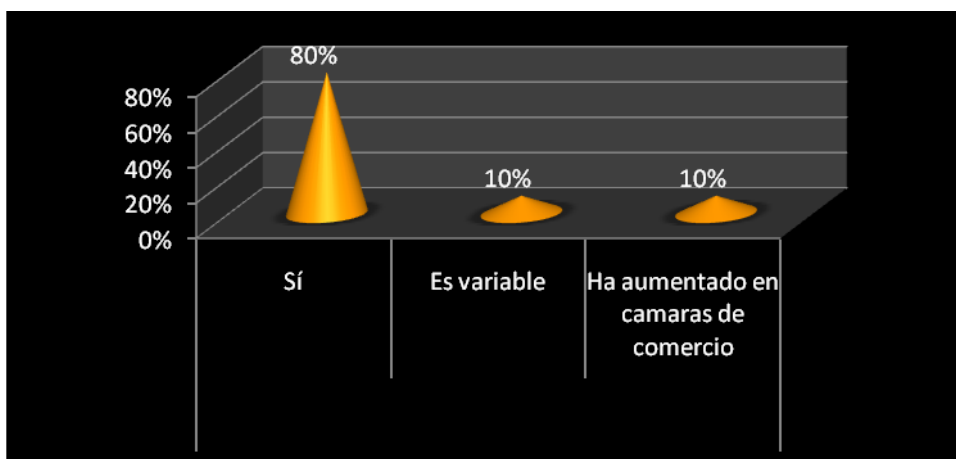 80%
80%
60%
40%
20%
0%
10%
10%
Sí
Es variable
Ha aumentado en
camaras de
comercio